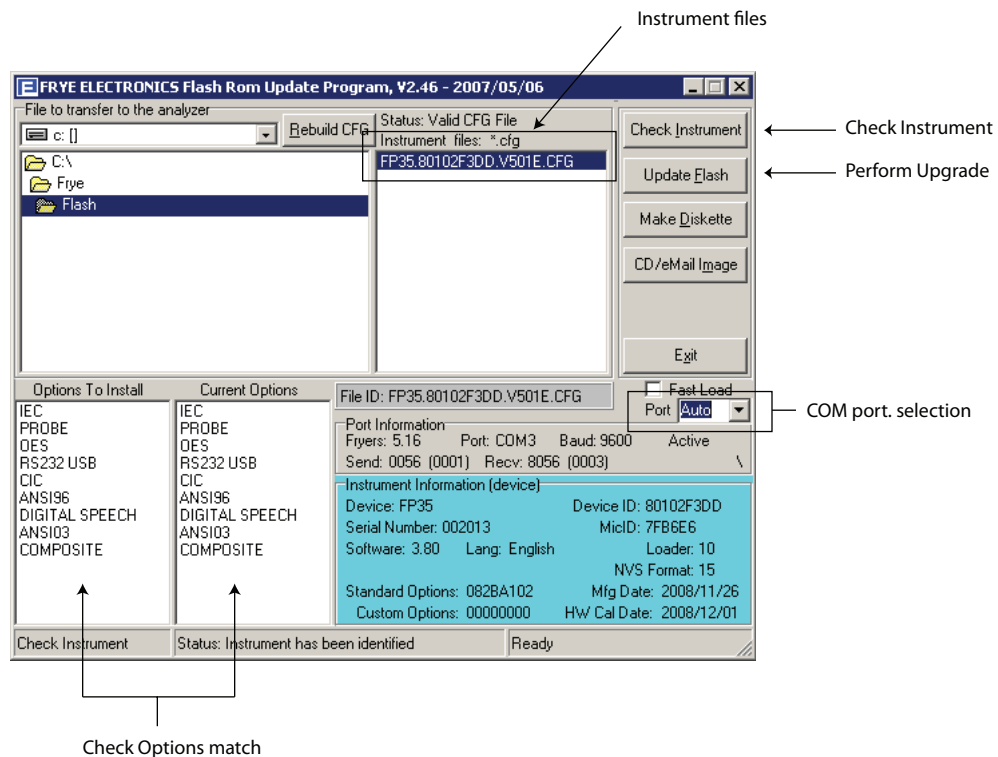 Instrument files
FRYE ELECTRONICS Flash Rom Update Program, V2.46 - 2007/05/06
File to transfer to the analyzer
c: []
Rebuild CFG
Status: Valid CFG File
Instrument files: *.cfg
FP35.80102F3DD.V501E.CFG
C:\
Frye
Flash
Check Instrument
Update Flash
Make Diskette
CD/eMail Image
Exit
Check Instrument
Perform Upgrade
Options To Install
IEC
PROBE
OES
RS232 USB
CIC
ANSI96
DIGITAL SPEECH
ANSI03
COMPOSITE
Current Options
IEC
PROBE
OES
RS232 USB
CIC
ANSI96
DIGITAL SPEECH
ANSI03
COMPOSITE
File ID: FP35.80102F3DD.V501E.CFG
Fast Load
Port Auto
COM port. selection
Port Information
Fryers: 5.16 Port: COM3 Baud: 9600 Active
Send: 0056 (0001) Recv: 8056 (0003) \
Instrument Information (device)
Device: FP35 Device ID: 80102F3DD
Serial Number: 002013 MicID: 7FB6E6
Software: 3.80 Lang: English Loader: 10
NVS Format: 15
Standard Options: 082BA102 Mfg Date: 2008/11/26
Custom Options: 00000000 HW Cal Date: 2008/12/01
Check Instrument
Status: Instrument has been identified
Ready
Check Options match